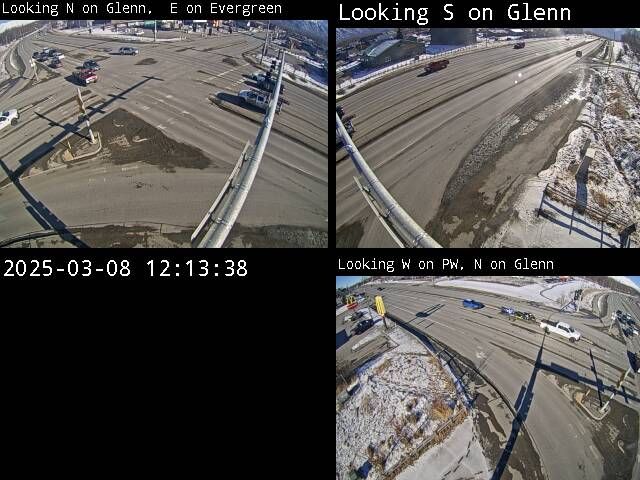 Looking N on Glenn,  E on Evergreen
Looking S on Glenn
2025-03-08 12:13:38
Looking W on PW, N on Glenn